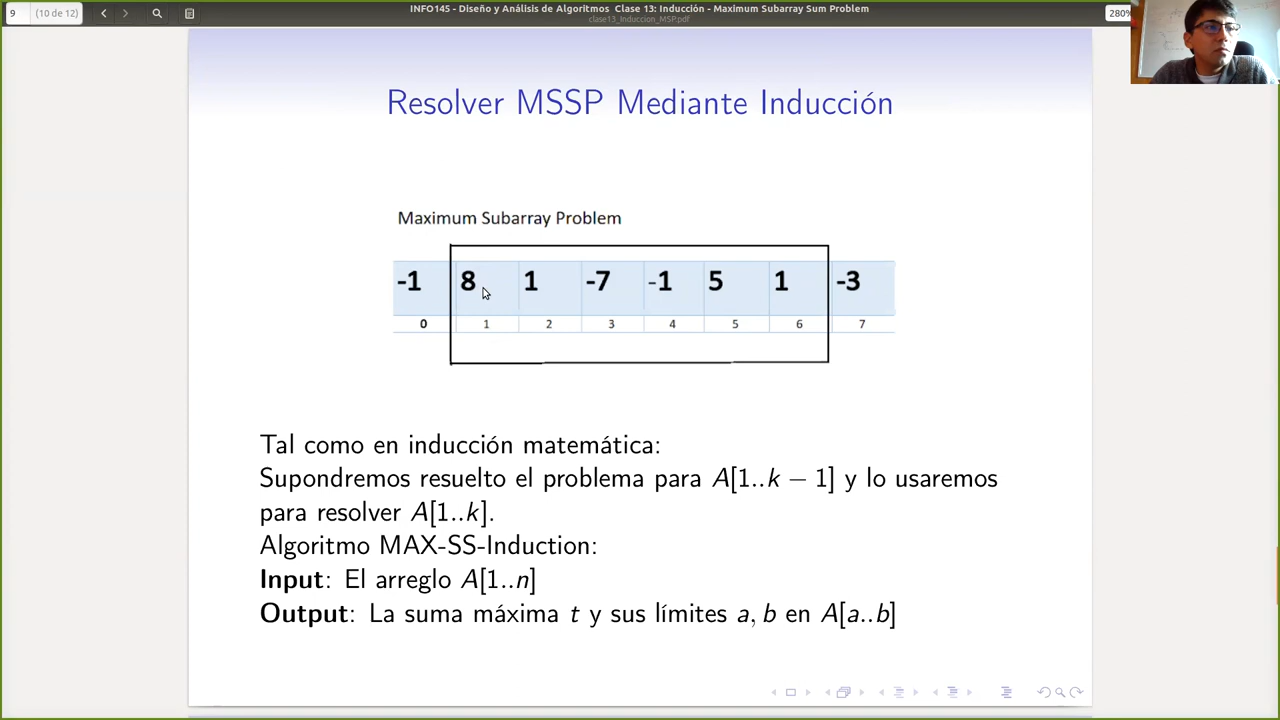 9
(10 de 12)
INFO145 - Diseño y Análisis de Algoritmos Clase 13: Inducción - Maximum Subarray Sum Problem
clase13_Induccion_MSP.pdf
280%
Resolver MSSP Mediante Inducción
Maximum Subarray Problem
-1 8 1 -7 -1 5 1 -3
0 1 2 3 4 5 6 7
Tal como en inducción matemática:
Supondremos resuelto el problema para A[1..k − 1] y lo usaremos
para resolver A[1..k].
Algoritmo MAX-SS-Induction:
Input: El arreglo A[1..n]
Output: La suma máxima t y sus límites a, b en A[a..b]